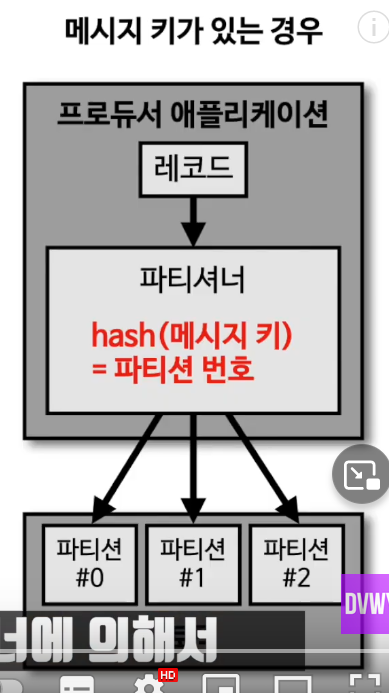 메시지 키가 있는 경우
프로듀서 애플리케이션
레코드
파티셔너
hash(메시지 키)
= 파티션 번호
파티션
#0
파티션
#1
파티션
#2
DVWY
너에 의해서
HD